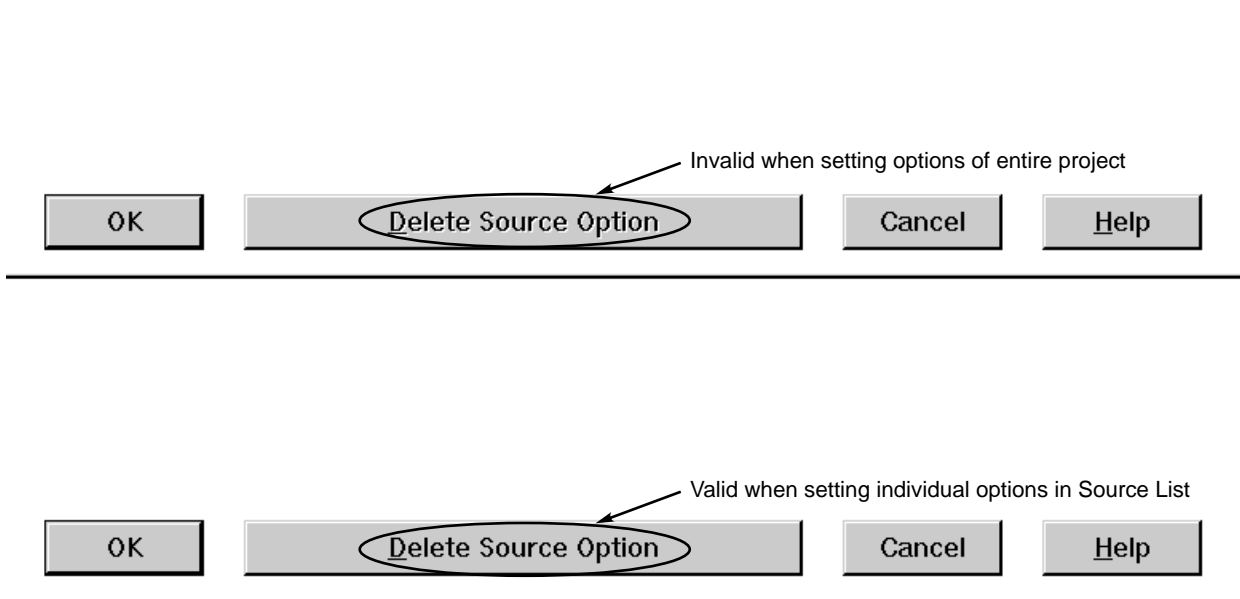 Invalid when setting options of entire project
OK Delete Source Option Cancel Help
Valid when setting individual options in Source List
OK Delete Source Option Cancel Help